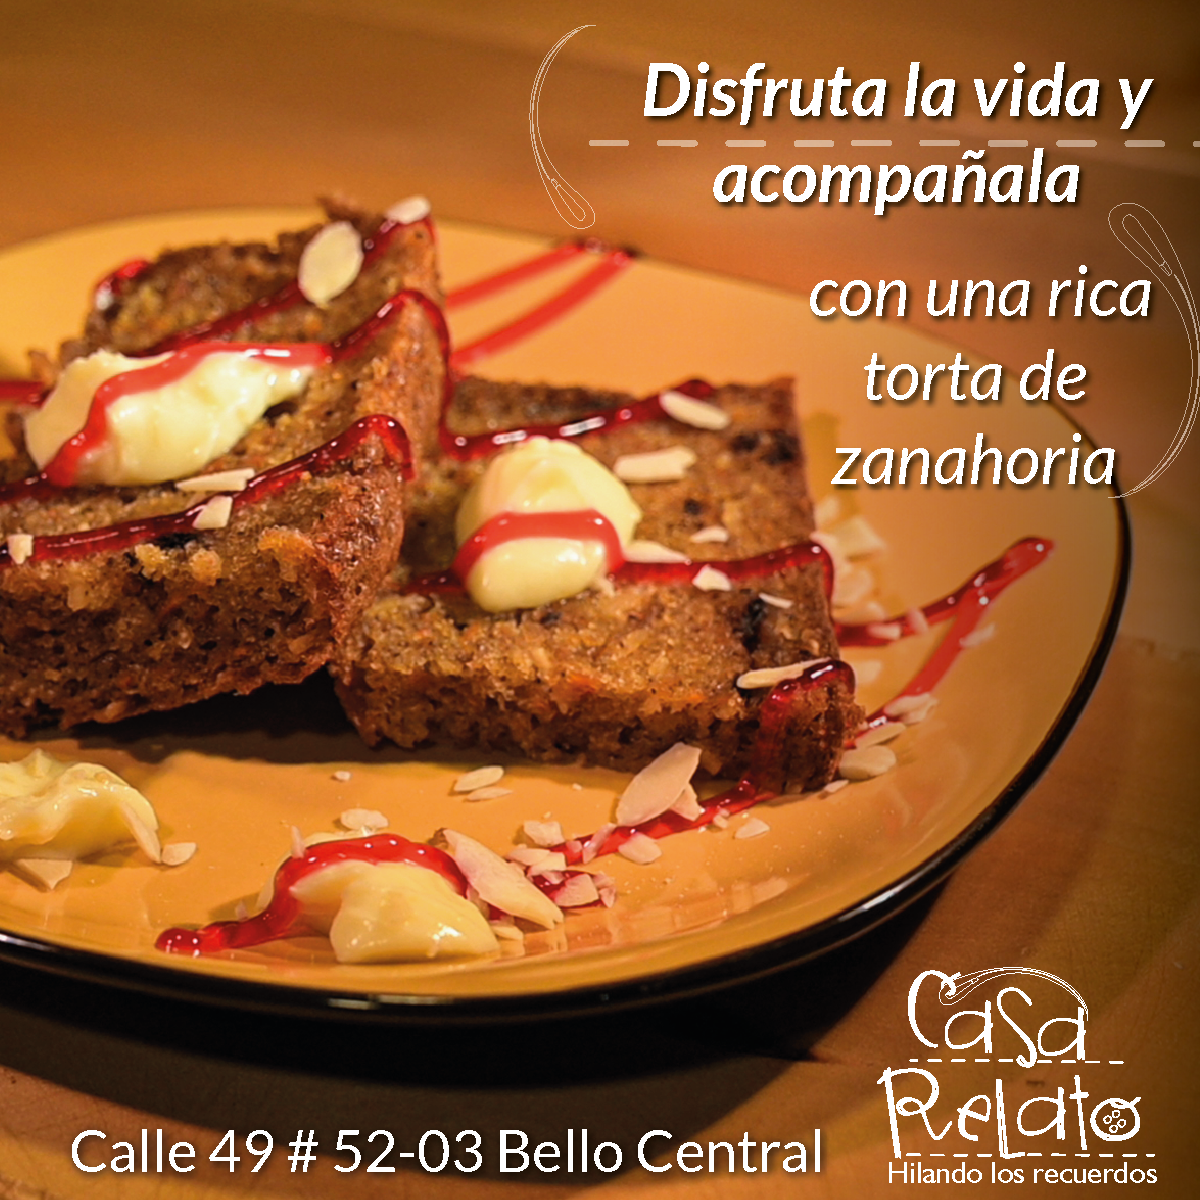 Disfruta la vida y
acompañala
con una rica
torta de
zanahoria
Casa
Relato
Hilando los recuerdos
Calle 49 # 52-03 Bello Central